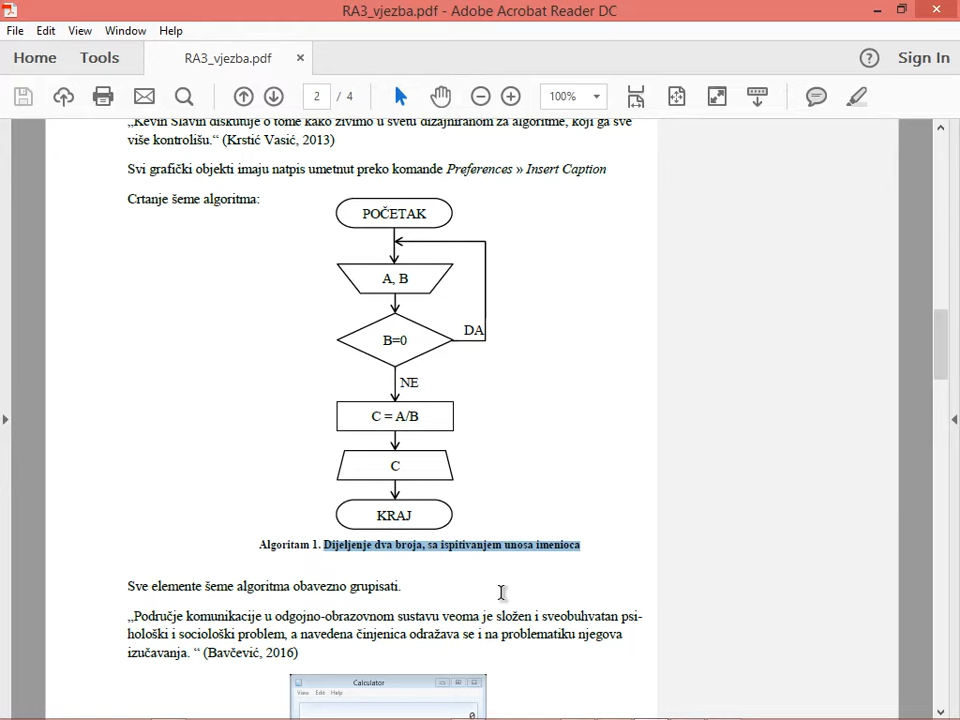 RA3_vjezba.pdf - Adobe Acrobat Reader DC
File Edit View Window Help
Home Tools RA3_vjezba.pdf × Sign In
2 / 4 100%
„Kevin Slavin diskutuje o tome kako živimo u svetu dizajniranom za algoritme, koji ga sve
više kontrolišu.“ (Krstić Vasić, 2013)
Svi grafički objekti imaju natpis umetnut preko komande Preferences » Insert Caption
Crtanje šeme algoritma:
POČETAK
A, B
DA
B=0
NE
C = A/B
C
KRAJ
Algoritam 1. Dijeljenje dva broja, sa ispitivanjem unosa imenioca
Sve elemente šeme algoritma obavezno grupisati.
„Područje komunikacije u odgojno-obrazovnom sustavu veoma je složen i sveobuhvatan psi-
hološki i sociološki problem, a navedena činjenica odražava se i na problematiku njegova
izučavanja. “ (Bavčević, 2016)
Calculator
View Edit Help
0